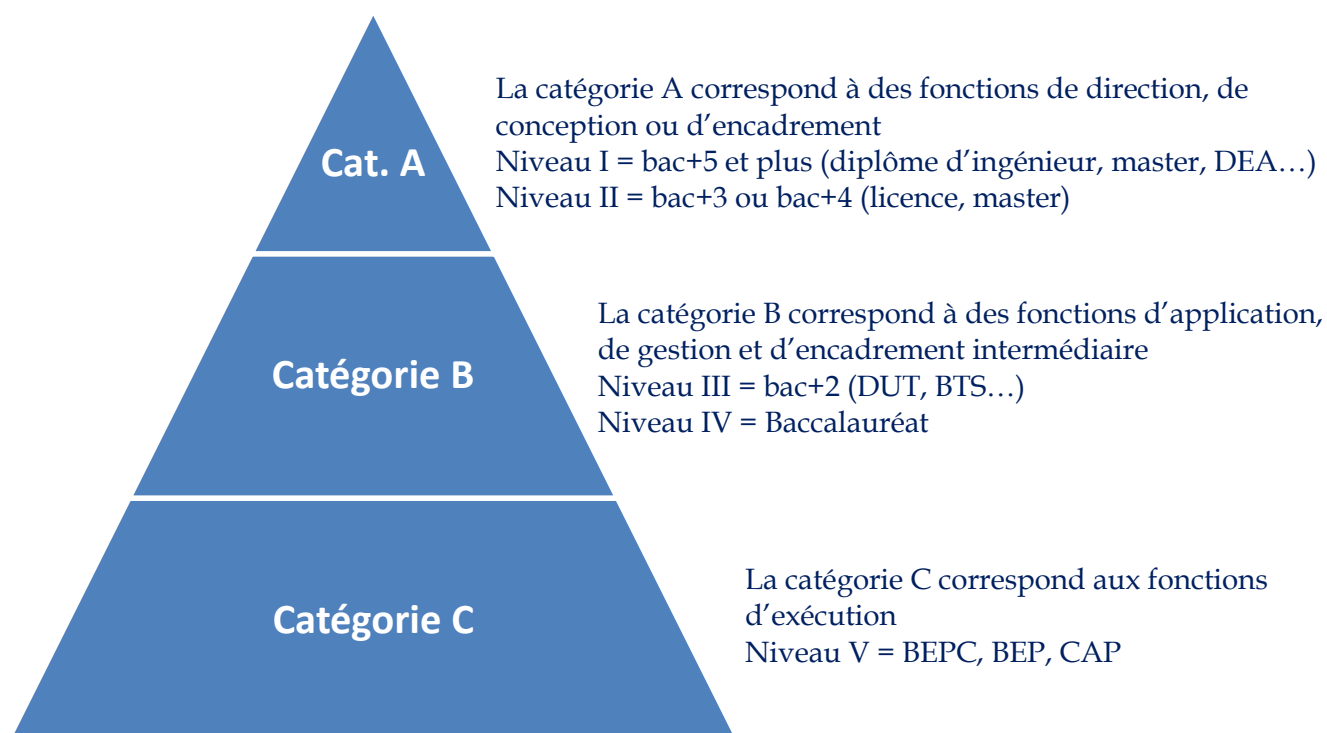 Cat. A
La catégorie A correspond à des fonctions de direction, de
conception ou d’encadrement
Niveau I = bac+5 et plus (diplôme d’ingénieur, master, DEA…)
Niveau II = bac+3 ou bac+4 (licence, master)
Catégorie B
La catégorie B correspond à des fonctions d’application,
de gestion et d’encadrement intermédiaire
Niveau III = bac+2 (DUT, BTS…)
Niveau IV = Baccalauréat
Catégorie C
La catégorie C correspond aux fonctions
d’exécution
Niveau V = BEPC, BEP, CAP